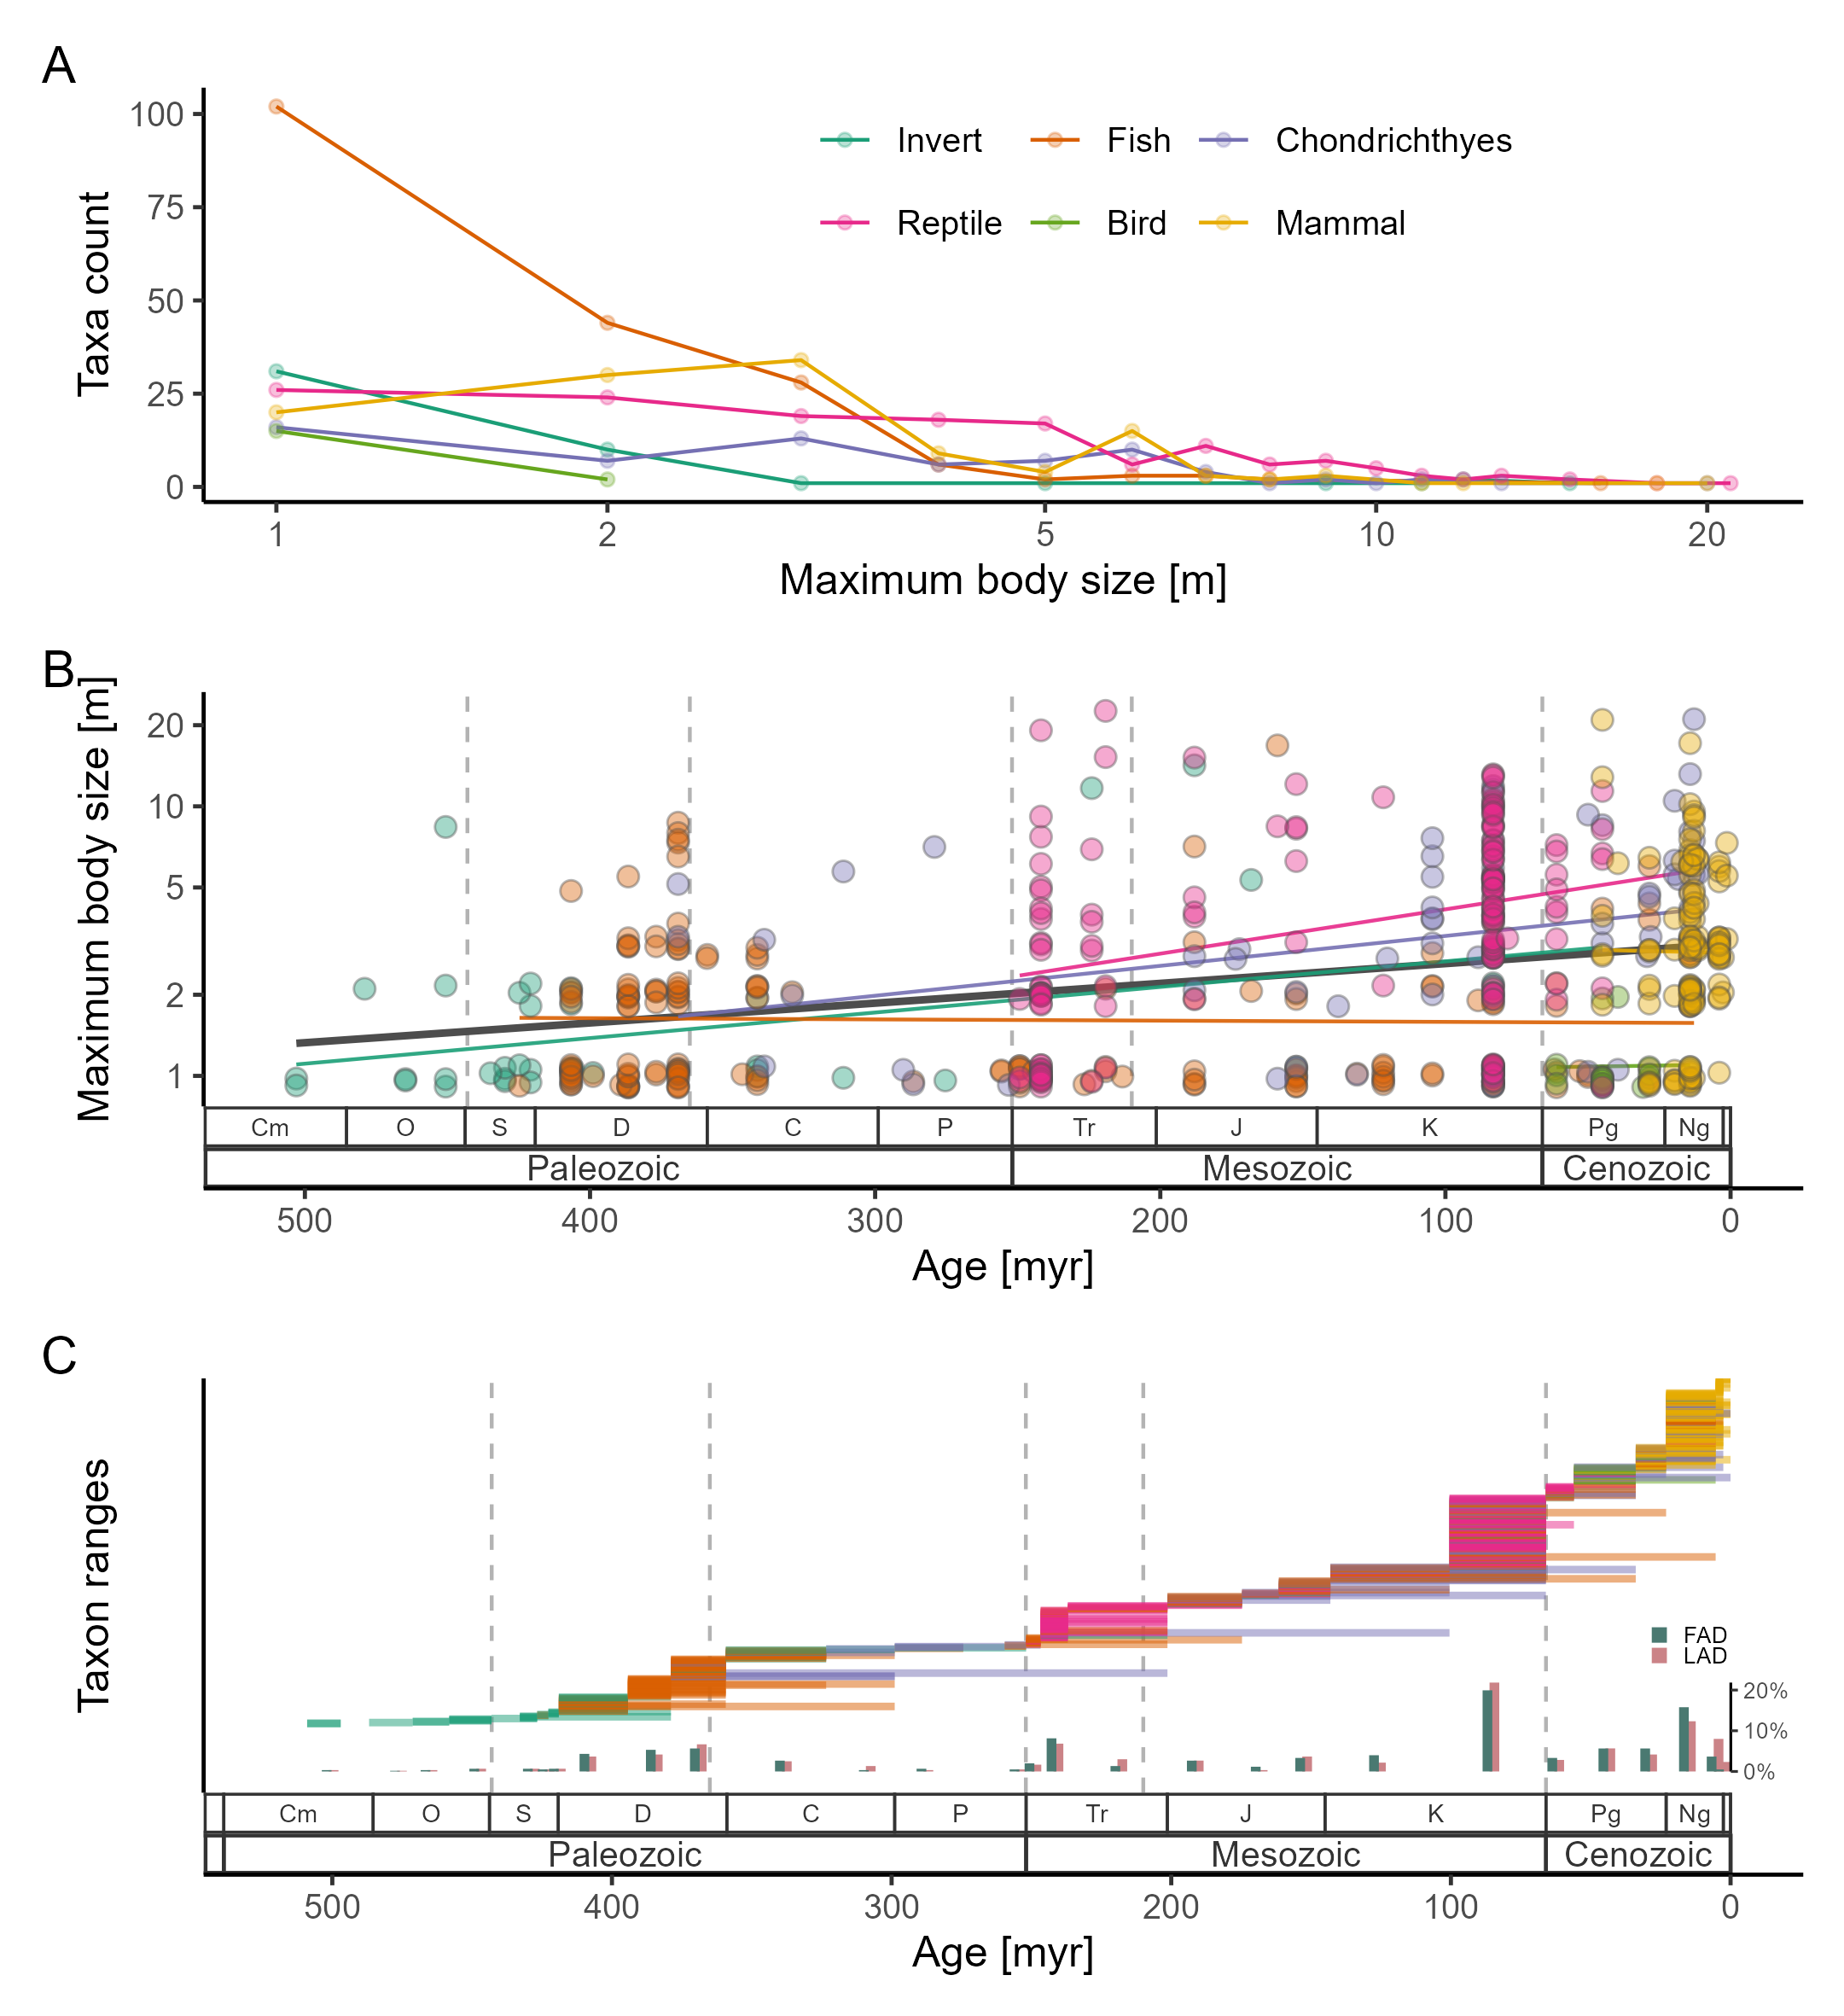 A
Taxa count
100
75
50
25
0
Invert Fish Chondrichthyes
Reptile Bird Mammal
1 2 5 10 20
Maximum body size [m]
B
Maximum body size [m]
20
10
5
2
1
Cm O S D C P Tr J K Pg Ng
Paleozoic Mesozoic Cenozoic
500 400 300 200 100 0
Age [myr]
C
Taxon ranges
FAD
LAD
20%
10%
0%
Cm O S D C P Tr J K Pg Ng
Paleozoic Mesozoic Cenozoic
500 400 300 200 100 0
Age [myr]